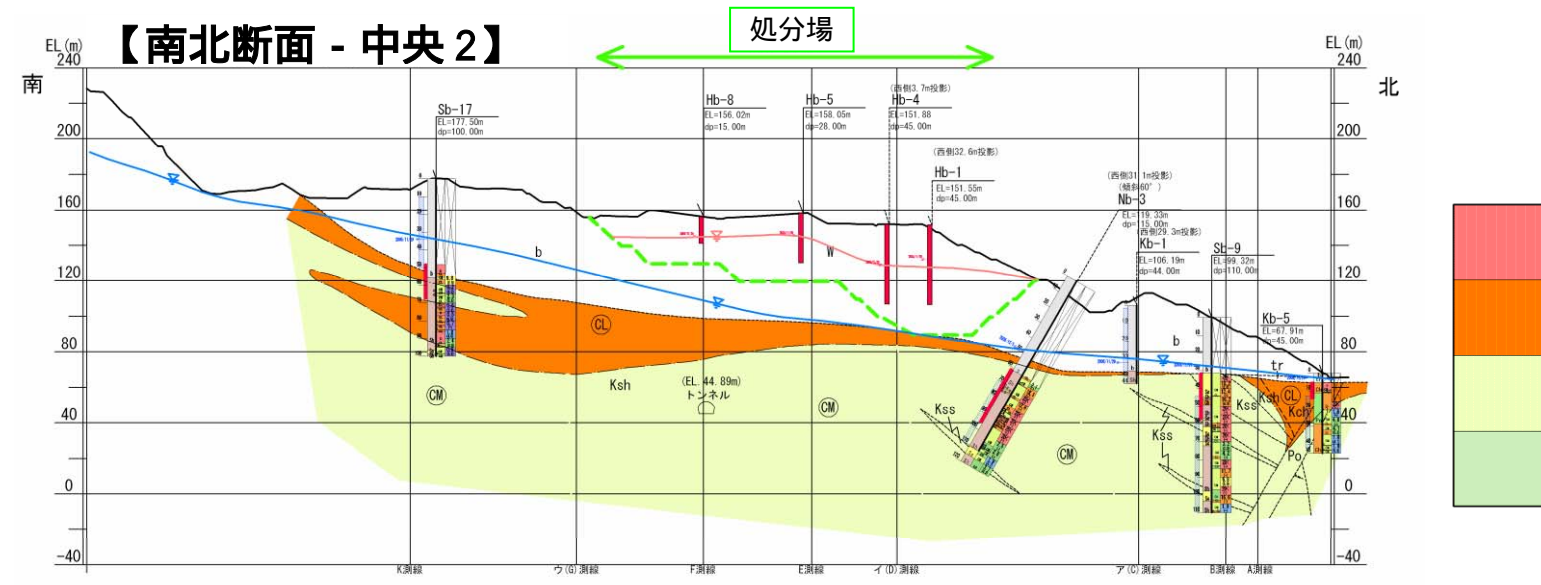 処分場
【南北断面 - 中央2】
EL(m)
EL(m)
240
240
南
北
(西側3.7m投影)
Sb-17
EL=177.50m
dp=100.00m
Hb-8
EL=156.02m
dp=15.00m
Hb-5
EL=158.05m
dp=28.00m
Hb-4
EL=151.88
dp=45.00m
200
200
(西側32.6m投影)
Hb-1
EL=151.55m
dp=45.00m
(西側31.1m投影)
(傾斜60°)
Nb-3
EL=119.33m
dp=115.00m
(西側29.3m投影)
Kb-1
EL=106.19m
dp=44.00m
Sb-9
EL=99.32m
dp=110.00m
Kb-5
EL=67.91m
dp=45.00m
160
160
b
W
120
120
CL
b
80
80
tr
Ksh
(EL.44.89m)
トンネル
CM
CM
CM
Kss
Kss
Kss
Ksh
CL
Kch
Po
40
40
0
0
-40
-40
K測線
ウ(G)測線
F測線
E測線
イ(D)測線
ア(C)測線
B測線
A測線